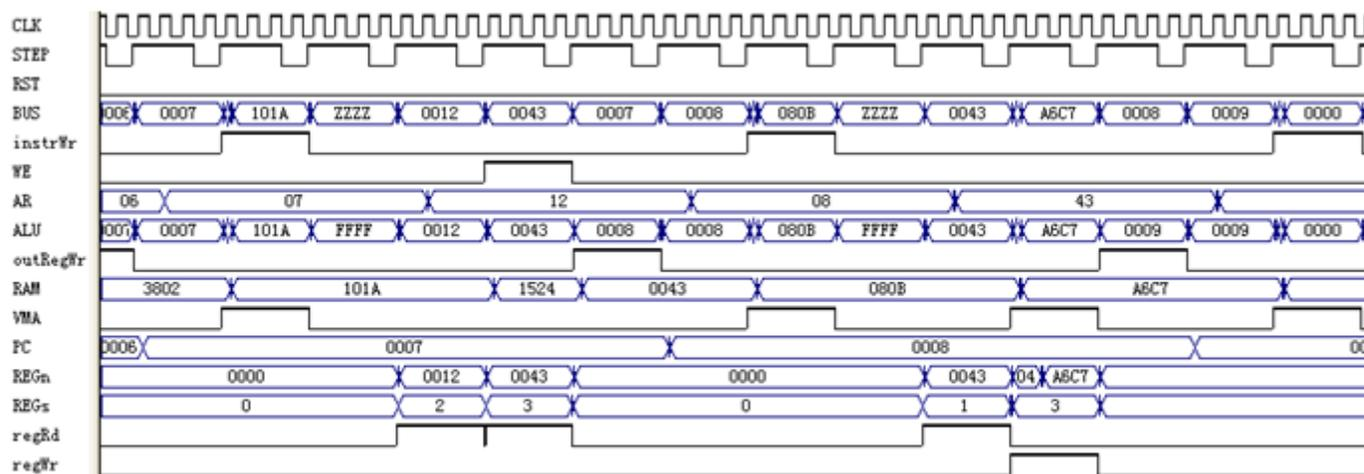 CLK
STEP
RST
BUS 0006 0007 101A ZZZZ 0012 0043 0007 0008 080B ZZZZ 0043 A6C7 0008 0009 0000
instrWr
WE
AR 06 07 12 08 43
ALU 0007 0007 101A FFFF 0012 0043 0008 0008 080B FFFF 0043 A6C7 0009 0009 0000
outRegWr
RAM 3802 101A 1524 0043 080B A6C7
VMA
PC 0006 0007 0008 00
REGn 0000 0012 0043 0000 0043 04 A6C7
REGs 0 2 3 0 1 3
regRd
regWr